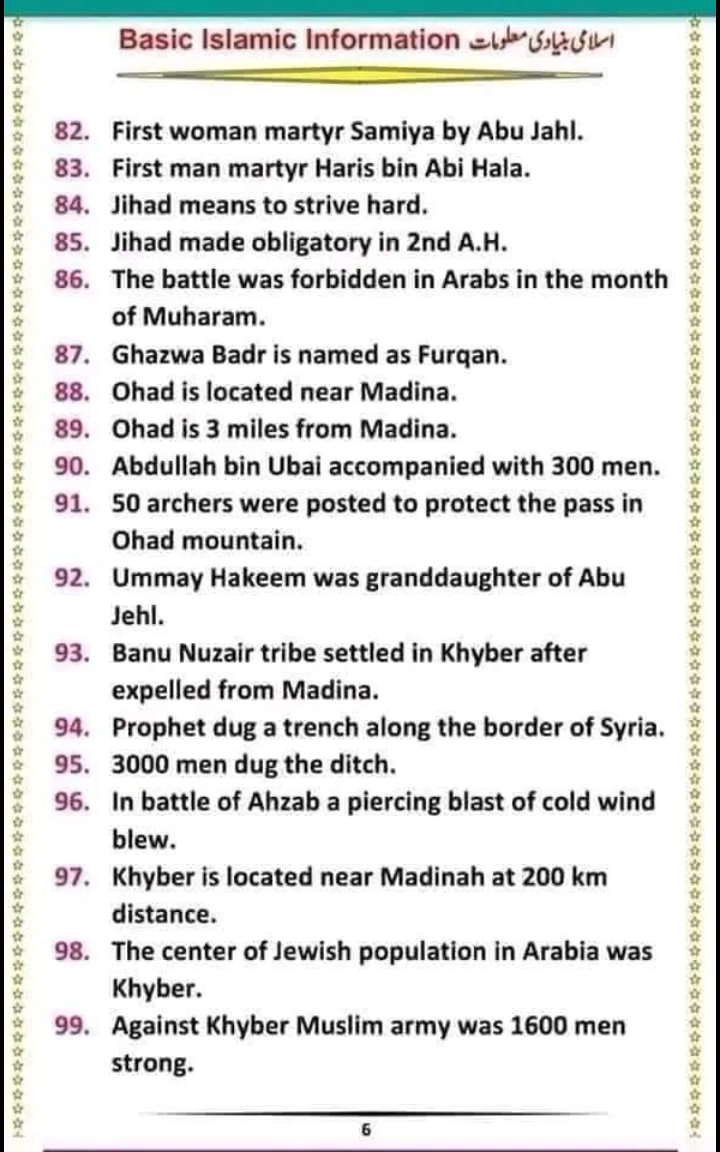 Basic Islamic Information اسلامی بنیادی معلومات
82. First woman martyr Samiya by Abu Jahl.
83. First man martyr Haris bin Abi Hala.
84. Jihad means to strive hard.
85. Jihad made obligatory in 2nd A.H.
86. The battle was forbidden in Arabs in the month
of Muharam.
87. Ghazwa Badr is named as Furqan.
88. Ohad is located near Madina.
89. Ohad is 3 miles from Madina.
90. Abdullah bin Ubai accompanied with 300 men.
91. 50 archers were posted to protect the pass in
Ohad mountain.
92. Ummay Hakeem was granddaughter of Abu
Jehl.
93. Banu Nuzair tribe settled in Khyber after
expelled from Madina.
94. Prophet dug a trench along the border of Syria.
95. 3000 men dug the ditch.
96. In battle of Ahzab a piercing blast of cold wind
blew.
97. Khyber is located near Madinah at 200 km
distance.
98. The center of Jewish population in Arabia was
Khyber.
99. Against Khyber Muslim army was 1600 men
strong.
6